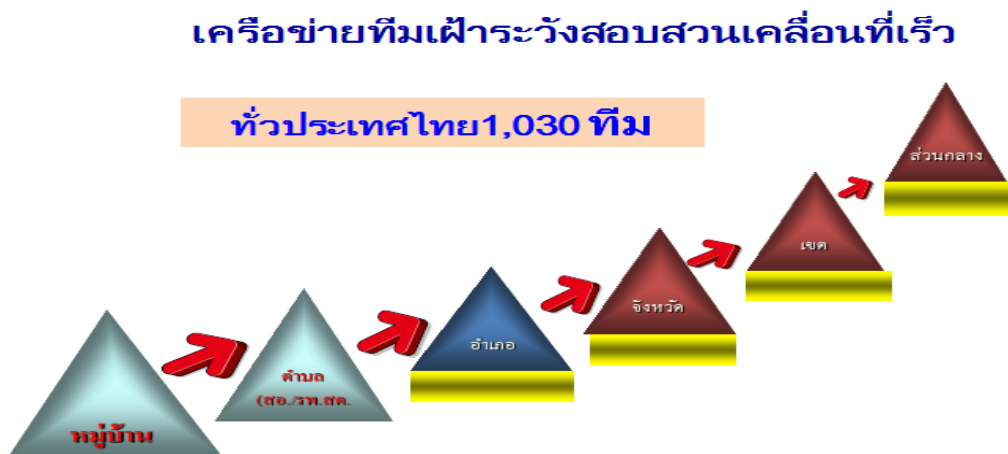 เครือข่ายทีมเฝ้าระวังสอบสวนเคลื่อนที่เร็ว
ทั่วประเทศไทย1,030 ทีม
ส่วนกลาง
เขต
จังหวัด
อำเภอ
ตำบล
(สอ./รพ.สต.
หมู่บ้าน